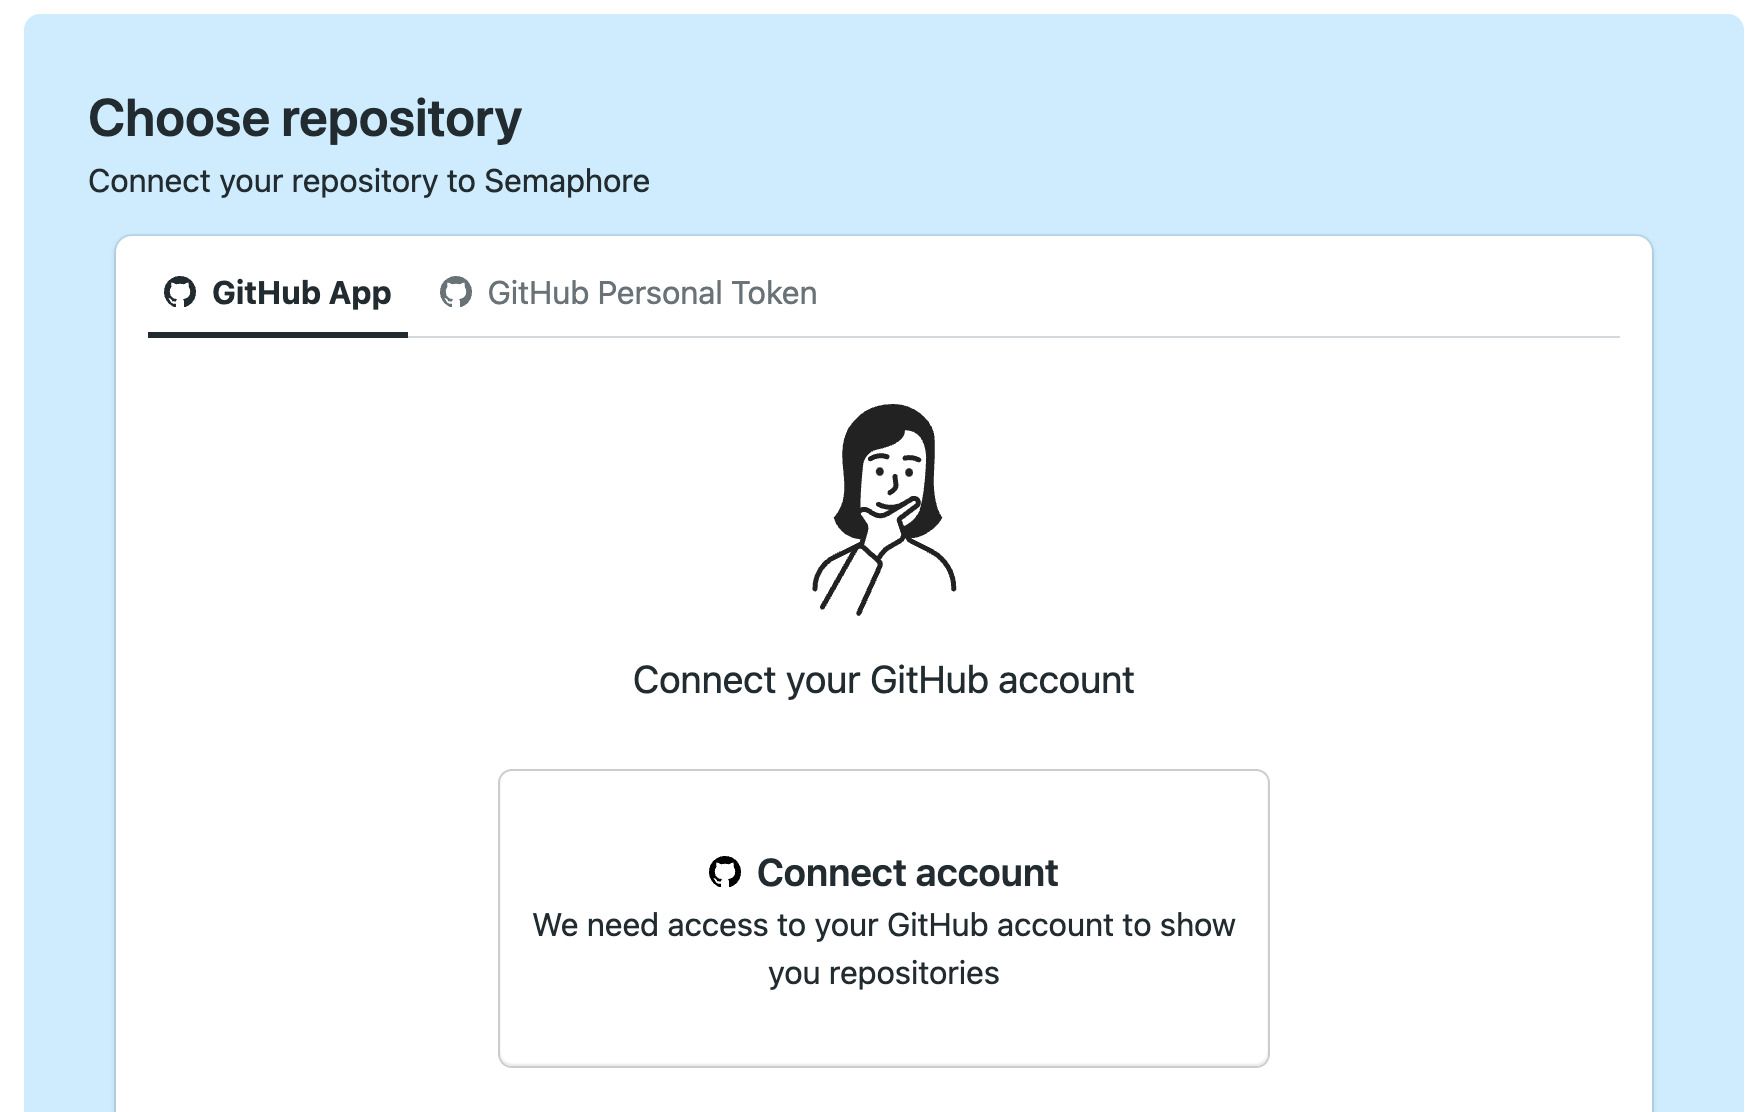 Choose repository
Connect your repository to Semaphore
GitHub App
GitHub Personal Token
Connect your GitHub account
Connect account
We need access to your GitHub account to show
you repositories